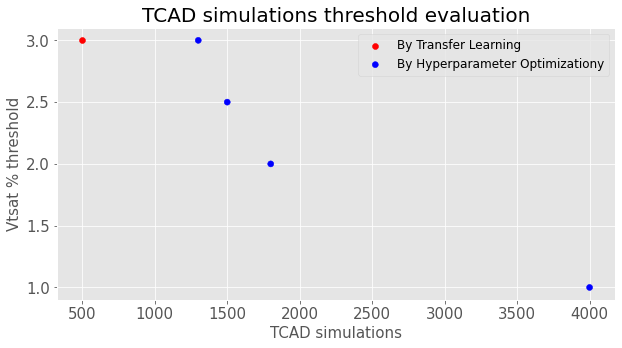 TCAD simulations threshold evaluation
By Transfer Learning
By Hyperparameter Optimizationy
Vtsat % threshold
3.0
2.5
2.0
1.5
1.0
500 1000 1500 2000 2500 3000 3500 4000
TCAD simulations